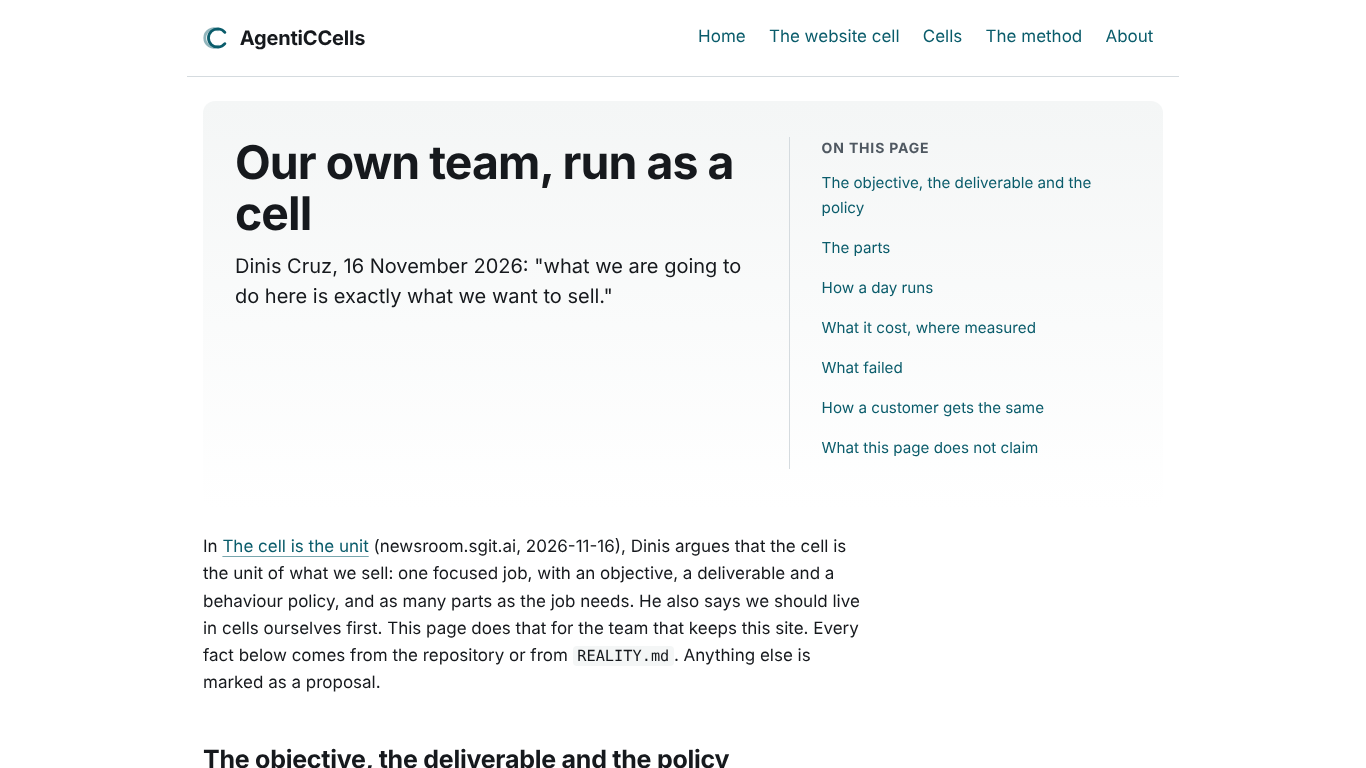 AgentiCCells
Home
The website cell
Cells
The method
About
Our own team, run as a
cell
Dinis Cruz, 16 November 2026: "what we are going to
do here is exactly what we want to sell."
ON THIS PAGE
The objective, the deliverable and the
policy
The parts
How a day runs
What it cost, where measured
What failed
How a customer gets the same
What this page does not claim
In The cell is the unit (newsroom.sgit.ai, 2026-11-16), Dinis argues that the cell is
the unit of what we sell: one focused job, with an objective, a deliverable and a
behaviour policy, and as many parts as the job needs. He also says we should live
in cells ourselves first. This page does that for the team that keeps this site. Every
fact below comes from the repository or from REALITY.md. Anything else is
marked as a proposal.
The objective, the deliverable and the policy